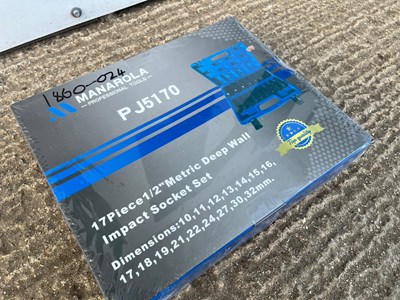 1860-024
MANAROLA
PROFESSIONAL TOOLS
PJ5170
17Piece1/2"Metric Deep Wall
Impact Socket Set
Dimensions:10,11,12,13,14,15,16,
17,18,19,21,22,24,27,30,32mm.